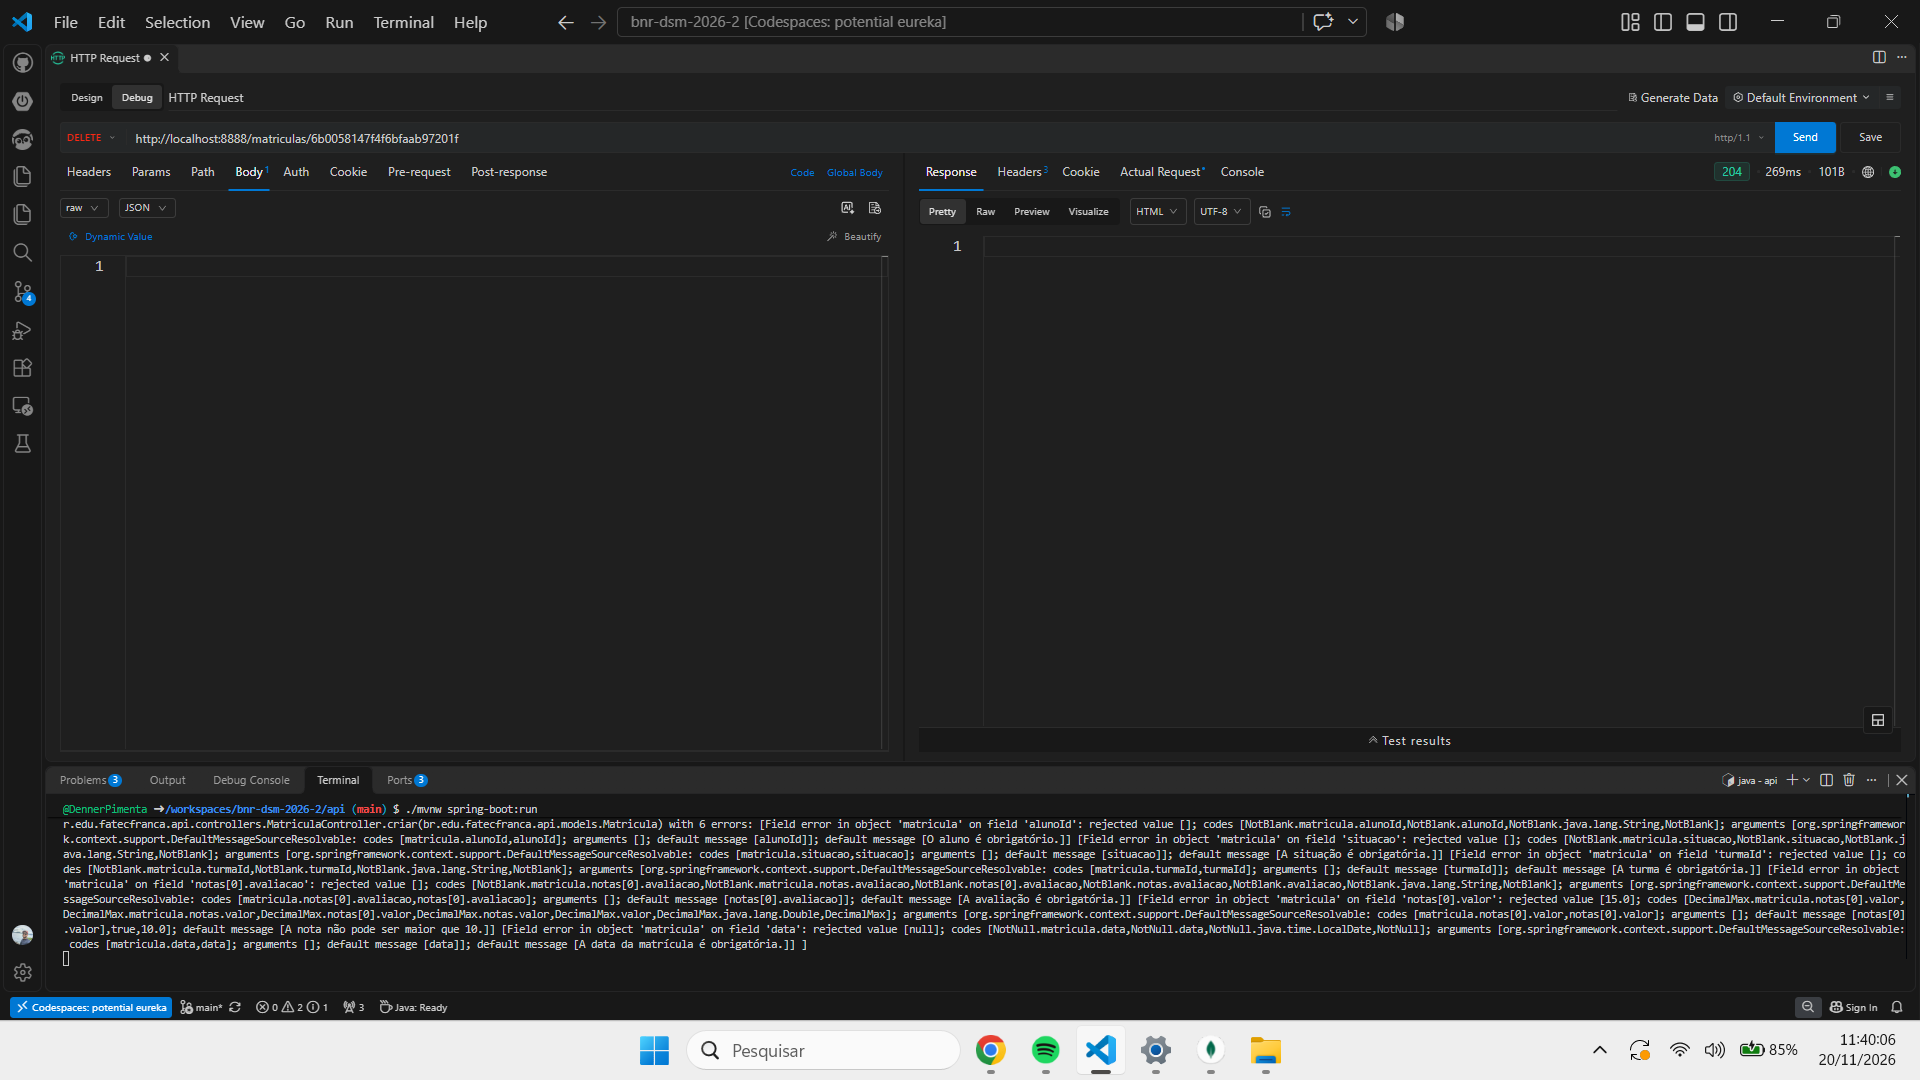 File Edit Selection View Go Run Terminal Help
bnr-dsm-2026-2 [Codespaces: potential eureka]
HTTP Request
Design Debug HTTP Request
Generate Data Default Environment
DELETE http://localhost:8888/matriculas/6b0058147f4f6bfaab97201f http/1.1 Send Save
Headers Params Path Body 1 Auth Cookie Pre-request Post-response Code Global Body
Response Headers 3 Cookie Actual Request Console 204 269ms 101B
raw JSON
Pretty Raw Preview Visualize HTML UTF-8
Dynamic Value Beautify
1
1
Test results
Problems 3 Output Debug Console Terminal Ports 3 java - api
@DennerPimenta ➜/workspaces/bnr-dsm-2026-2/api (main) $ ./mvnw spring-boot:run
r.edu.fatecfranca.api.controllers.MatriculaController.criar(br.edu.fatecfranca.api.models.Matricula) with 6 errors: [Field error in object 'matricula' on field 'alunoId': rejected value []; codes [NotBlank.matricula.alunoId,NotBlank.alunoId,NotBlank.java.lang.String,NotBlank]; arguments [org.springframewor
k.context.support.DefaultMessageSourceResolvable: codes [matricula.alunoId,alunoId]; arguments []; default message [alunoId]]; default message [O aluno é obrigatório.]] [Field error in object 'matricula' on field 'situacao': rejected value []; codes [NotBlank.matricula.situacao,NotBlank.situacao,NotBlank.j
ava.lang.String,NotBlank]; arguments [org.springframework.context.support.DefaultMessageSourceResolvable: codes [matricula.situacao,situacao]; arguments []; default message [situacao]]; default message [A situação é obrigatória.]] [Field error in object 'matricula' on field 'turmaId': rejected value []; co
des [NotBlank.matricula.turmaId,NotBlank.turmaId,NotBlank.java.lang.String,NotBlank]; arguments [org.springframework.context.support.DefaultMessageSourceResolvable: codes [matricula.turmaId,turmaId]; arguments []; default message [turmaId]]; default message [A turma é obrigatória.]] [Field error in object
'matricula' on field 'notas[0].avaliacao': rejected value []; codes [NotBlank.matricula.notas[0].avaliacao,NotBlank.matricula.notas.avaliacao,NotBlank.notas[0].avaliacao,NotBlank.notas.avaliacao,NotBlank.avaliacao,NotBlank.java.lang.String,NotBlank]; arguments [org.springframework.context.support.DefaultMe
ssageSourceResolvable: codes [matricula.notas[0].avaliacao,notas[0].avaliacao]; arguments []; default message [notas[0].avaliacao]]; default message [A avaliação é obrigatória.]] [Field error in object 'matricula' on field 'notas[0].valor': rejected value [15.0]; codes [DecimalMax.matricula.notas[0].valor,
DecimalMax.matricula.notas.valor,DecimalMax.notas[0].valor,DecimalMax.notas.valor,DecimalMax.valor,DecimalMax.java.lang.Double,DecimalMax]; arguments [org.springframework.context.support.DefaultMessageSourceResolvable: codes [matricula.notas[0].valor,notas[0].valor]; arguments []; default message [notas[0]
.valor],true,10.0]; default message [A nota não pode ser maior que 10.]] [Field error in object 'matricula' on field 'data': rejected value [null]; codes [NotNull.matricula.data,NotNull.data,NotNull.java.time.LocalDate,NotNull]; arguments [org.springframework.context.support.DefaultMessageSourceResolvable:
codes [matricula.data,data]; arguments []; default message [data]]; default message [A data da matrícula é obrigatória.]] ]
4
Codespaces: potential eureka main* 0 2 1 3 Java: Ready Sign In
Pesquisar
85%
11:40:06
20/11/2026